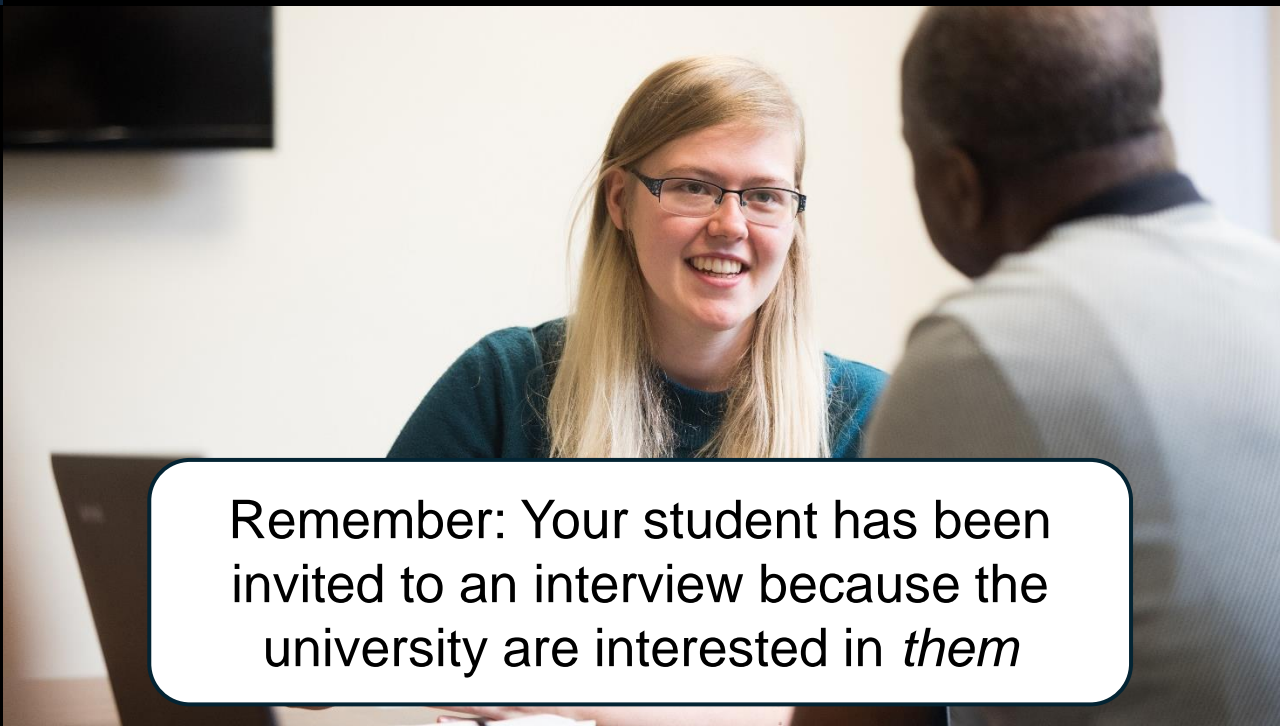 Remember: Your student has been
invited to an interview because the
university are interested in them